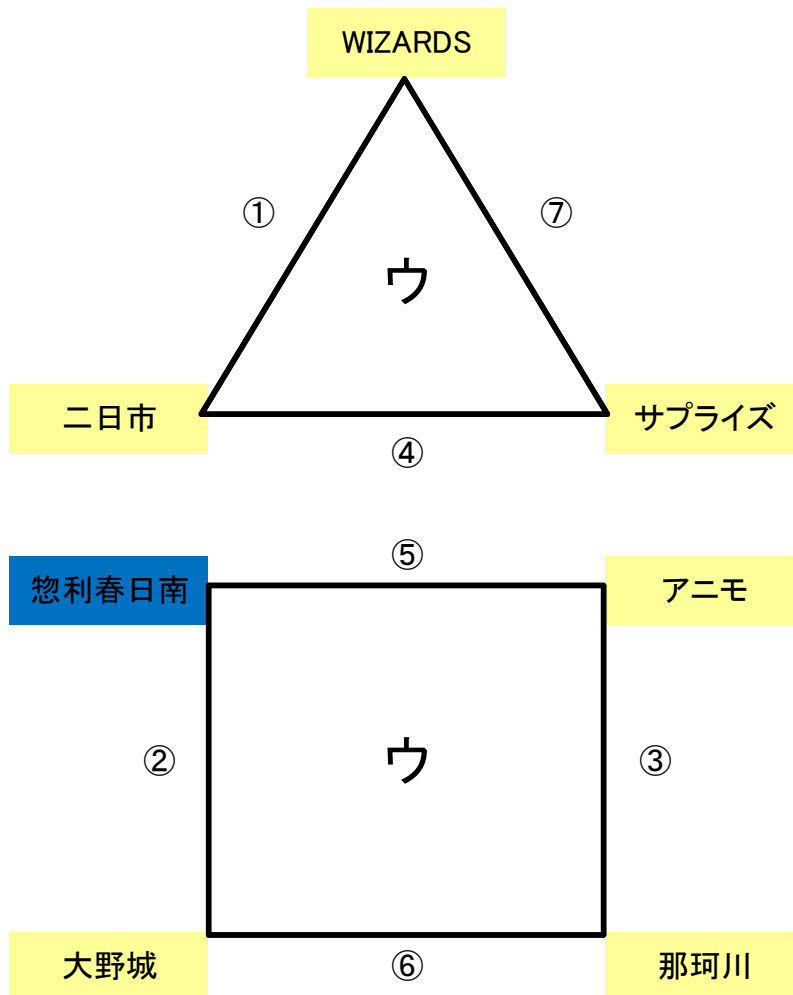 WIZARDS
①
⑦
ウ
二日市
サプライズ
④
⑤
惣利春日南
アニモ
②
ウ
③
大野城
那珂川
⑥